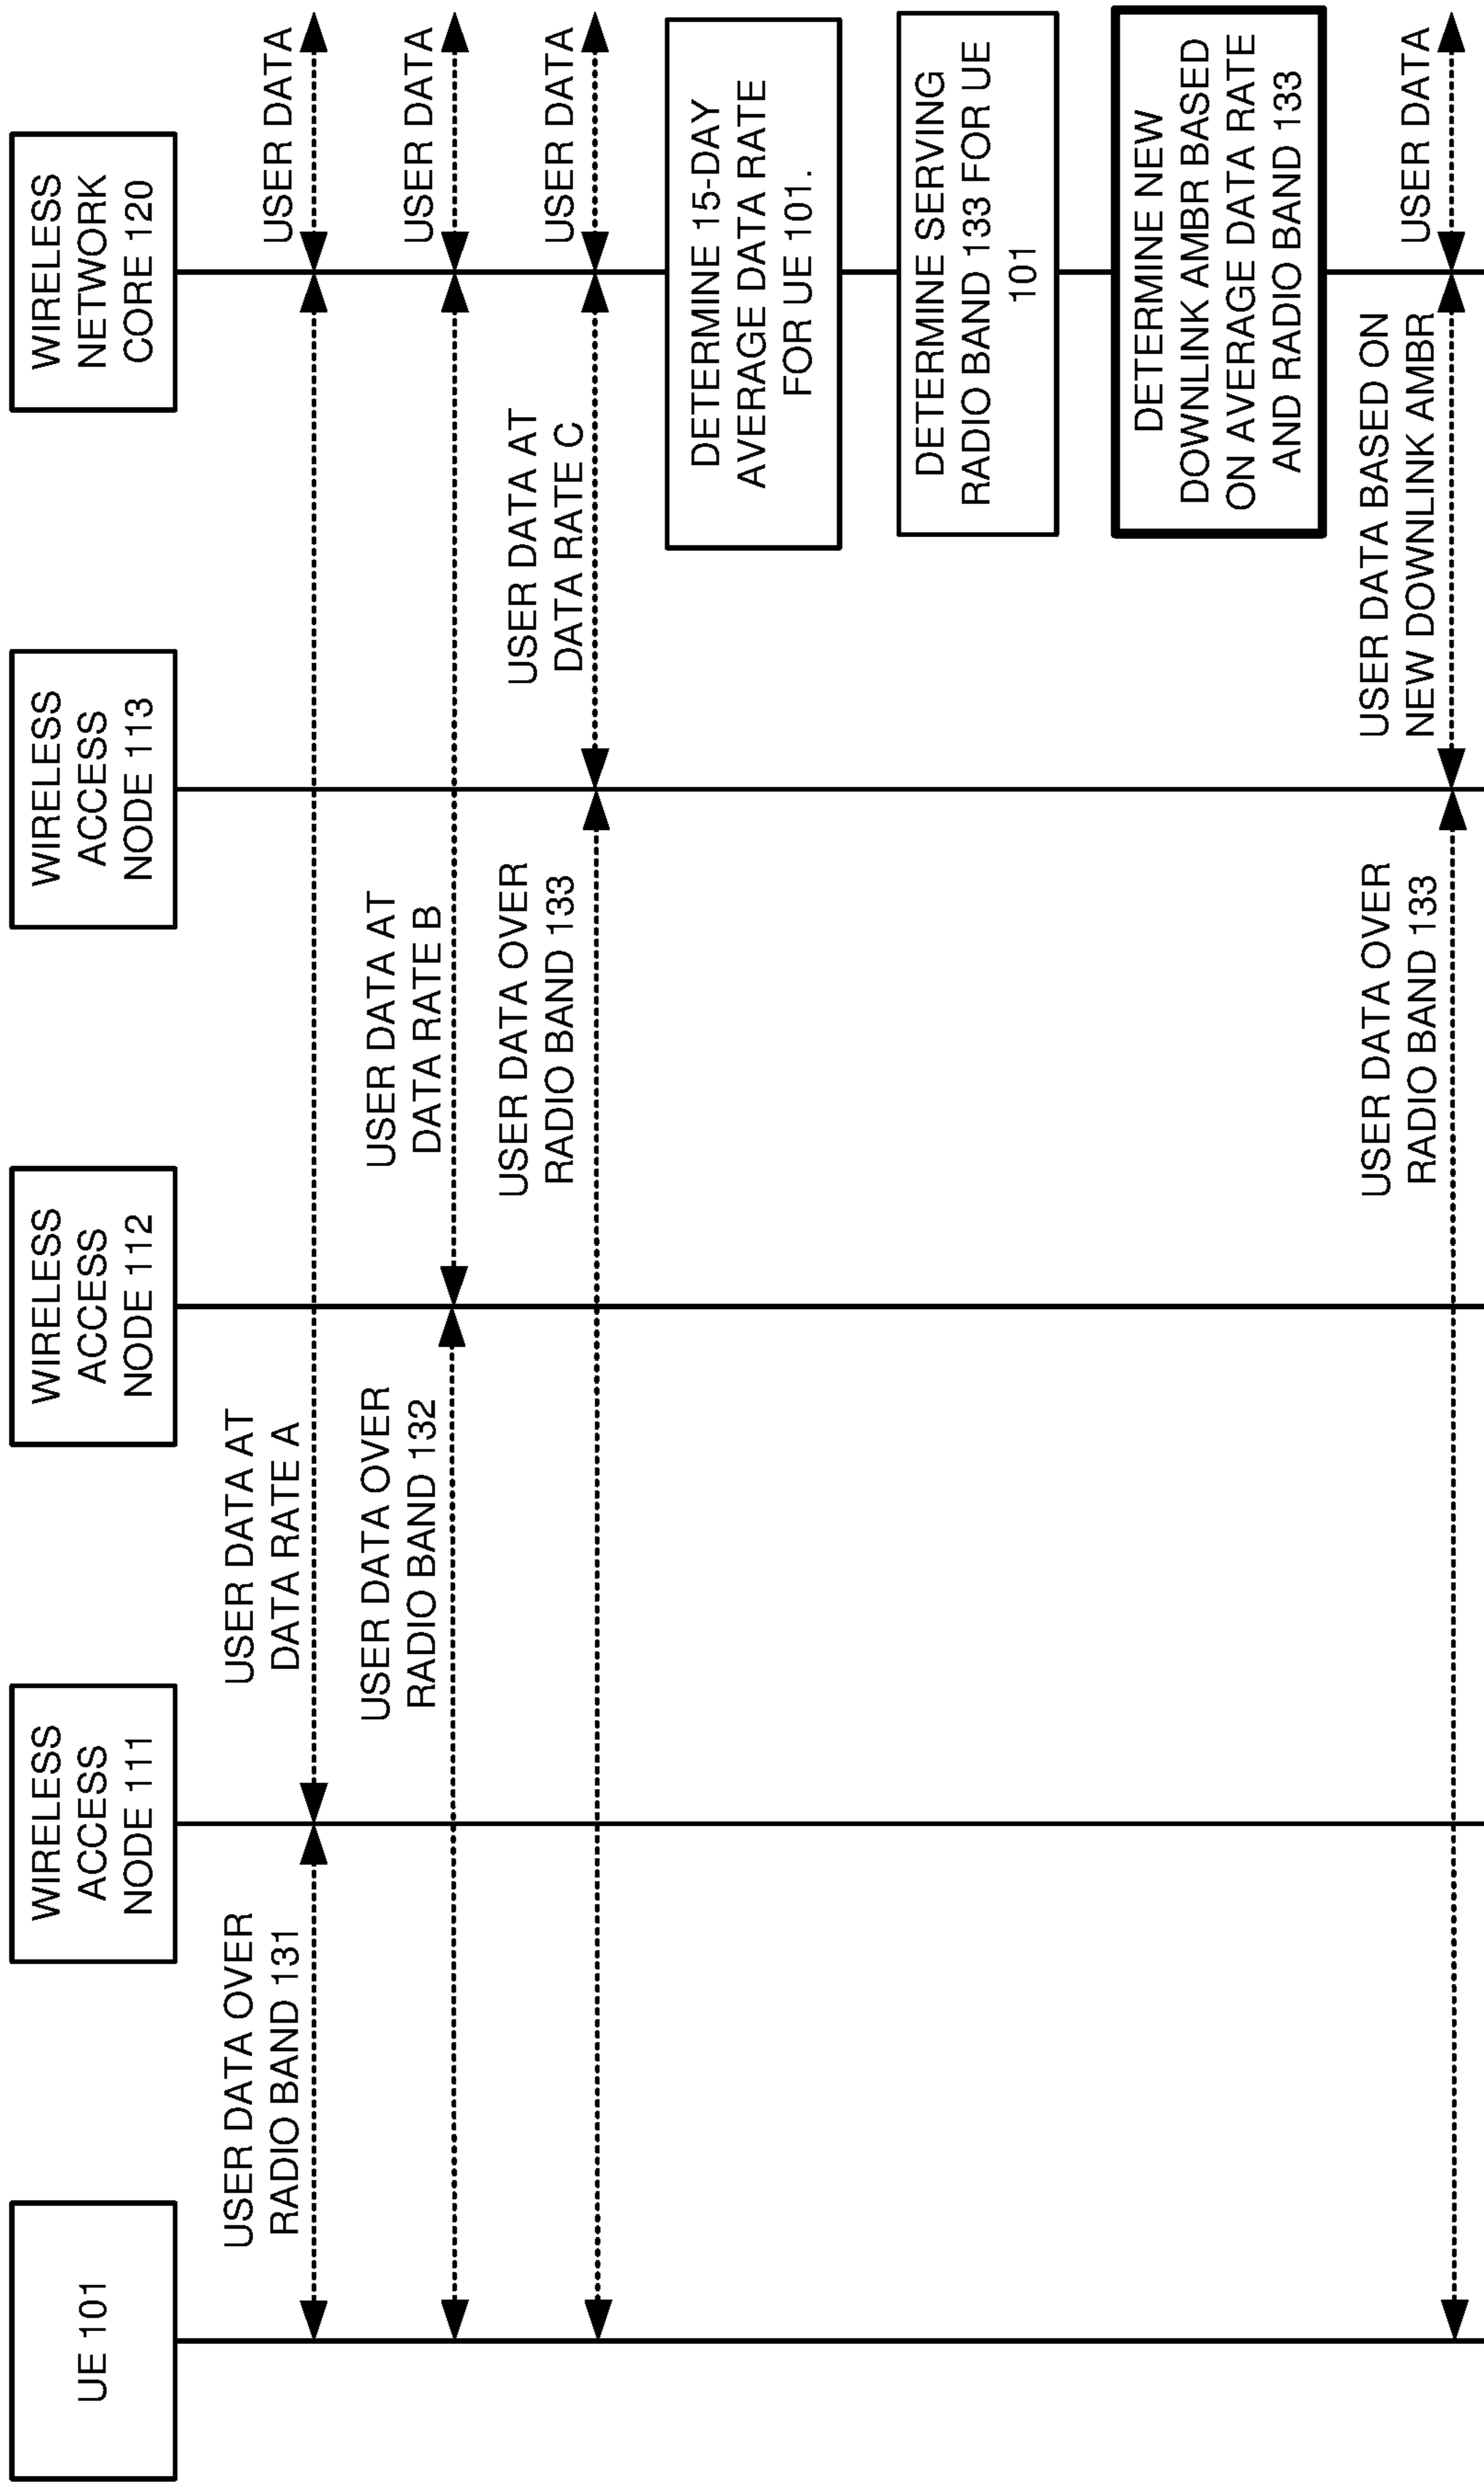 UE 101
WIRELESS
ACCESS
NODE 111
WIRELESS
ACCESS
NODE 112
WIRELESS
ACCESS
NODE 113
WIRELESS
NETWORK
CORE 120
USER DATA OVER
RADIO BAND 131
USER DATA AT
DATA RATE A
USER DATA
USER DATA OVER
RADIO BAND 132
USER DATA AT
DATA RATE B
USER DATA
USER DATA OVER
RADIO BAND 133
USER DATA AT
DATA RATE C
USER DATA
DETERMINE 15-DAY
AVERAGE DATA RATE
FOR UE 101.
DETERMINE SERVING
RADIO BAND 133 FOR UE
101
DETERMINE NEW
DOWNLINK AMBR BASED
ON AVERAGE DATA RATE
AND RADIO BAND 133
USER DATA OVER
RADIO BAND 133
USER DATA BASED ON
NEW DOWNLINK AMBR
USER DATA